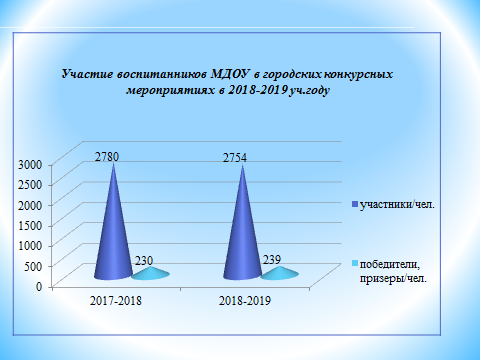 Участие воспитанников МДОУ в городских конкурсных
мероприятиях в 2018-2019 уч.году
2780
2754
3000
2500
2000
1500
1000
500
0
230
239
2017-2018
2018-2019
участники/чел.
победители,
призеры/чел.